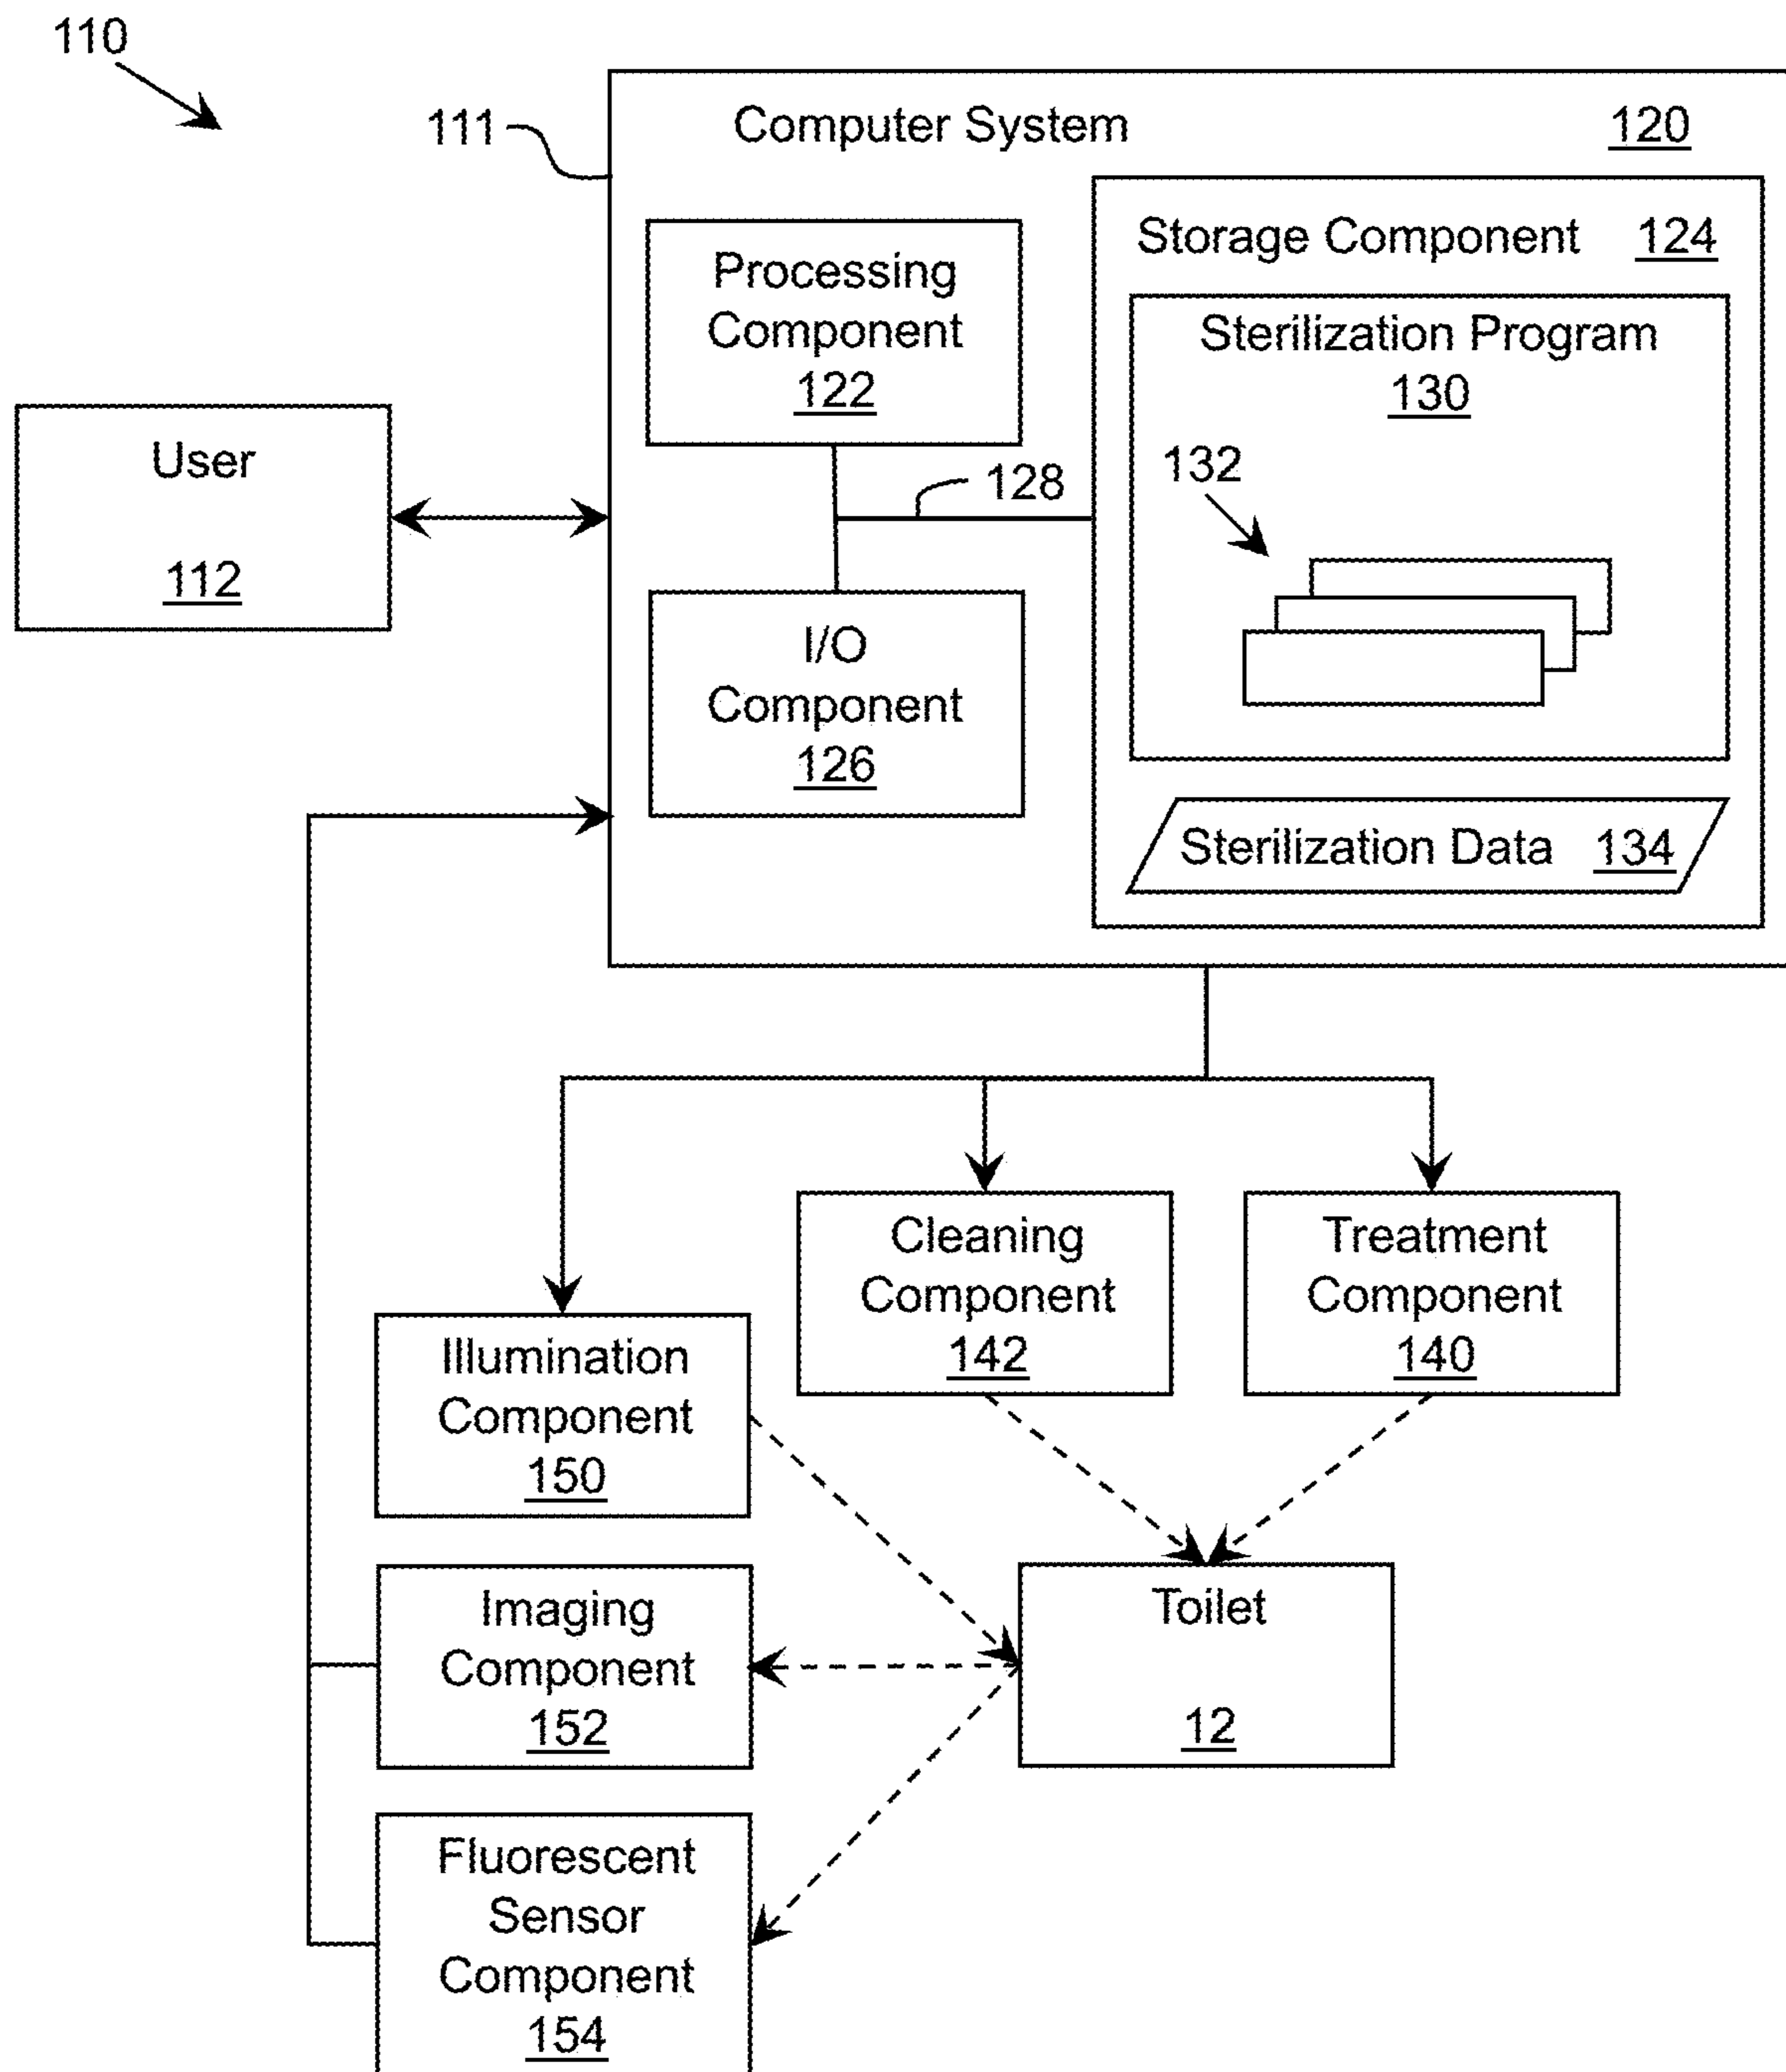 110
111
Computer System 120
Processing
Component
122
Storage Component 124
Sterilization Program
130
User
112
128
132
I/O
Component
126
Sterilization Data 134
Cleaning
Component
142
Treatment
Component
140
Illumination
Component
150
Imaging
Component
152
Toilet
12
Fluorescent
Sensor
Component
154